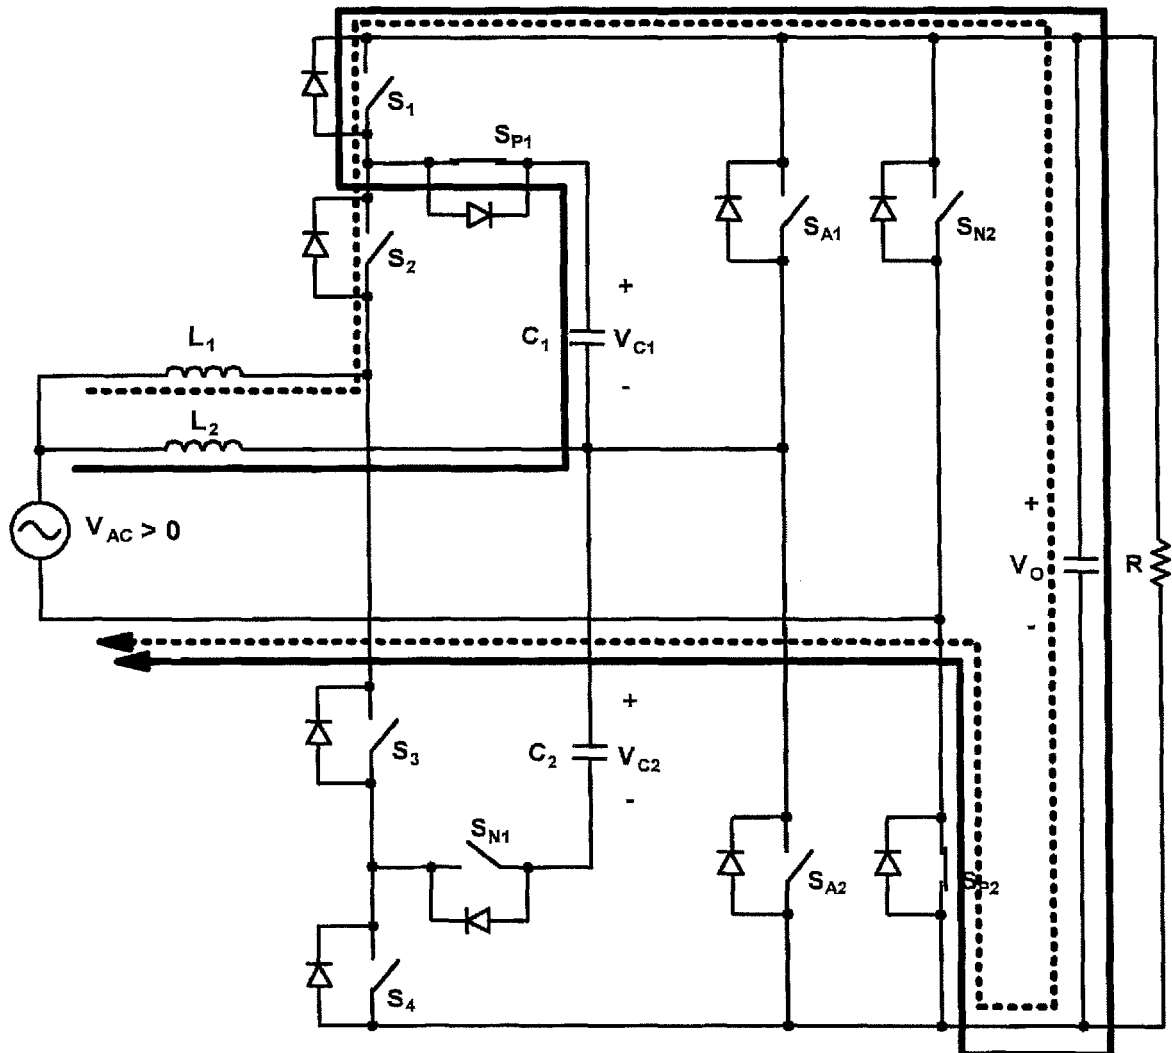 S1
SP1
S2
SA1
SN2
+
C1
VC1
-
L1
L2
VAC > 0
+
VO
-
R
S3
+
C2
VC2
-
SN1
SA2
SP2
S4